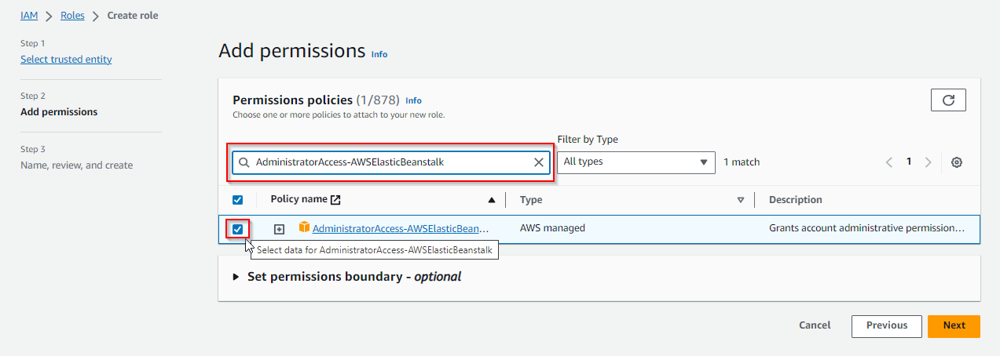 IAM > Roles > Create role
Step 1
Select trusted entity
Step 2
Add permissions
Step 3
Name, review, and create
Add permissions Info
Permissions policies (1/878) Info
Choose one or more policies to attach to your new role.
Filter by Type
AdministratorAccess-AWSElasticBeanstalk
All types
1 match
1
Policy name
Type
Description
AdministratorAccess-AWSElasticBean...
AWS managed
Grants account administrative permission...
Select data for AdministratorAccess-AWSElasticBeanstalk
Set permissions boundary - optional
Cancel
Previous
Next